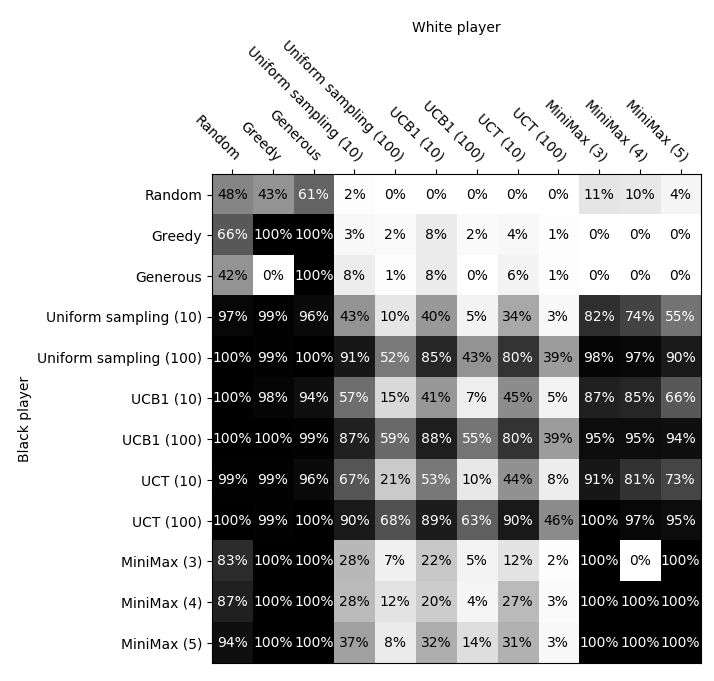 White player
Random Greedy Generous Uniform sampling (10) Uniform sampling (100) UCB1 (10) UCB1 (100) UCT (10) UCT (100) MiniMax (3) MiniMax (4) MiniMax (5)
Black player
Random 48% 43% 61% 2% 0% 0% 0% 0% 0% 11% 10% 4%
Greedy 66% 100% 100% 3% 2% 8% 2% 4% 1% 0% 0% 0%
Generous 42% 0% 100% 8% 1% 8% 0% 6% 1% 0% 0% 0%
Uniform sampling (10) 97% 99% 96% 43% 10% 40% 5% 34% 3% 82% 74% 55%
Uniform sampling (100) 100% 99% 100% 91% 52% 85% 43% 80% 39% 98% 97% 90%
UCB1 (10) 100% 98% 94% 57% 15% 41% 7% 45% 5% 87% 85% 66%
UCB1 (100) 100% 100% 99% 87% 59% 88% 55% 80% 39% 95% 95% 94%
UCT (10) 99% 99% 96% 67% 21% 53% 10% 44% 8% 91% 81% 73%
UCT (100) 100% 99% 100% 90% 68% 89% 63% 90% 46% 100% 97% 95%
MiniMax (3) 83% 100% 100% 28% 7% 22% 5% 12% 2% 100% 0% 100%
MiniMax (4) 87% 100% 100% 28% 12% 20% 4% 27% 3% 100% 100% 100%
MiniMax (5) 94% 100% 100% 37% 8% 32% 14% 31% 3% 100% 100% 100%